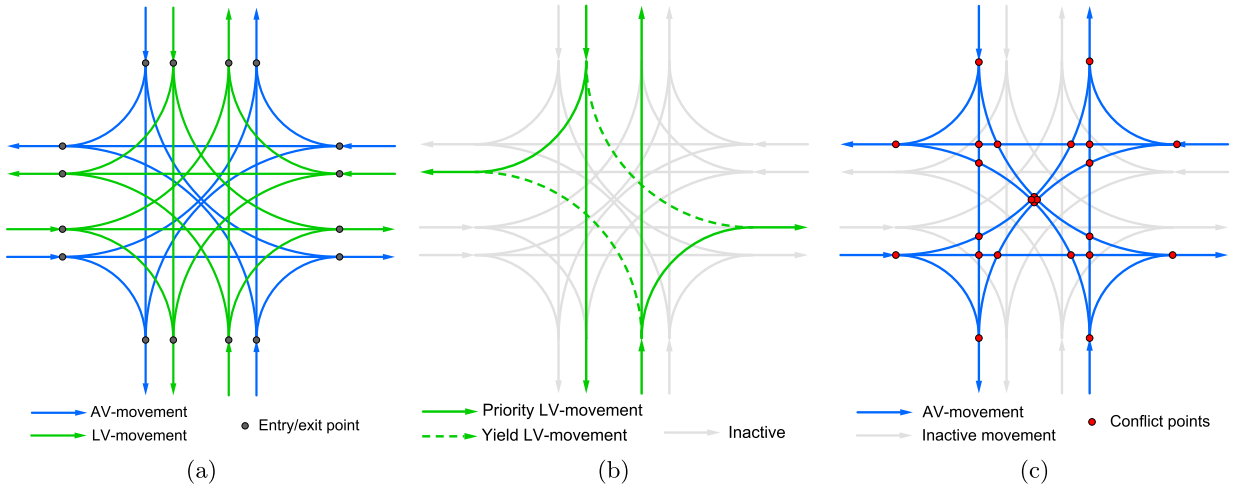 AV-movement
LV-movement
Entry/exit point
(a)
Priority LV-movement
Yield LV-movement
Inactive
(b)
AV-movement
Inactive movement
Conflict points
(c)